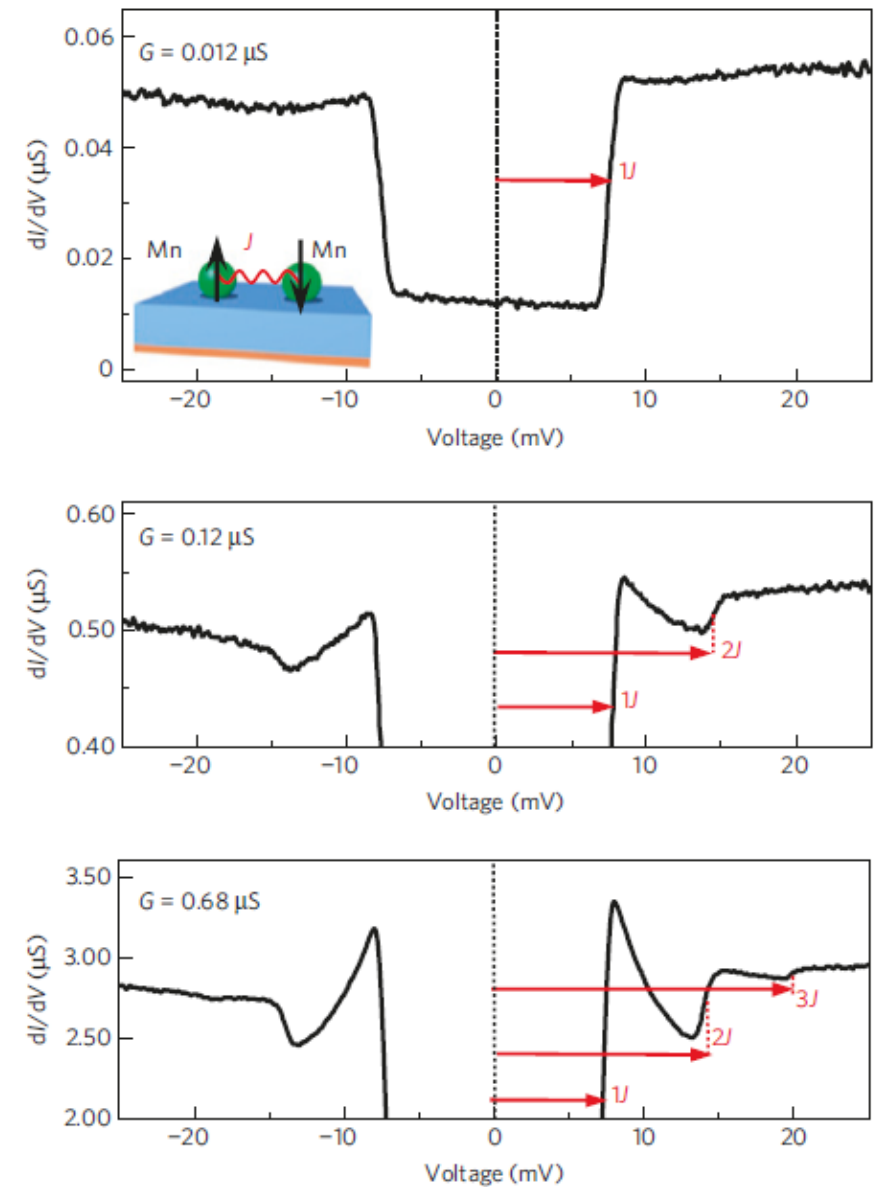 G = 0.012 μS
dI/dV (μS)
0.06
0.04
0.02
0
1J
Mn
J
Mn
−20
−10
0
10
20
Voltage (mV)
G = 0.12 μS
dI/dV (μS)
0.60
0.50
0.40
2J
1J
−20
−10
0
10
20
Voltage (mV)
G = 0.68 μS
dI/dV (μS)
3.50
3.00
2.50
2.00
3J
2J
1J
−20
−10
0
10
20
Voltage (mV)